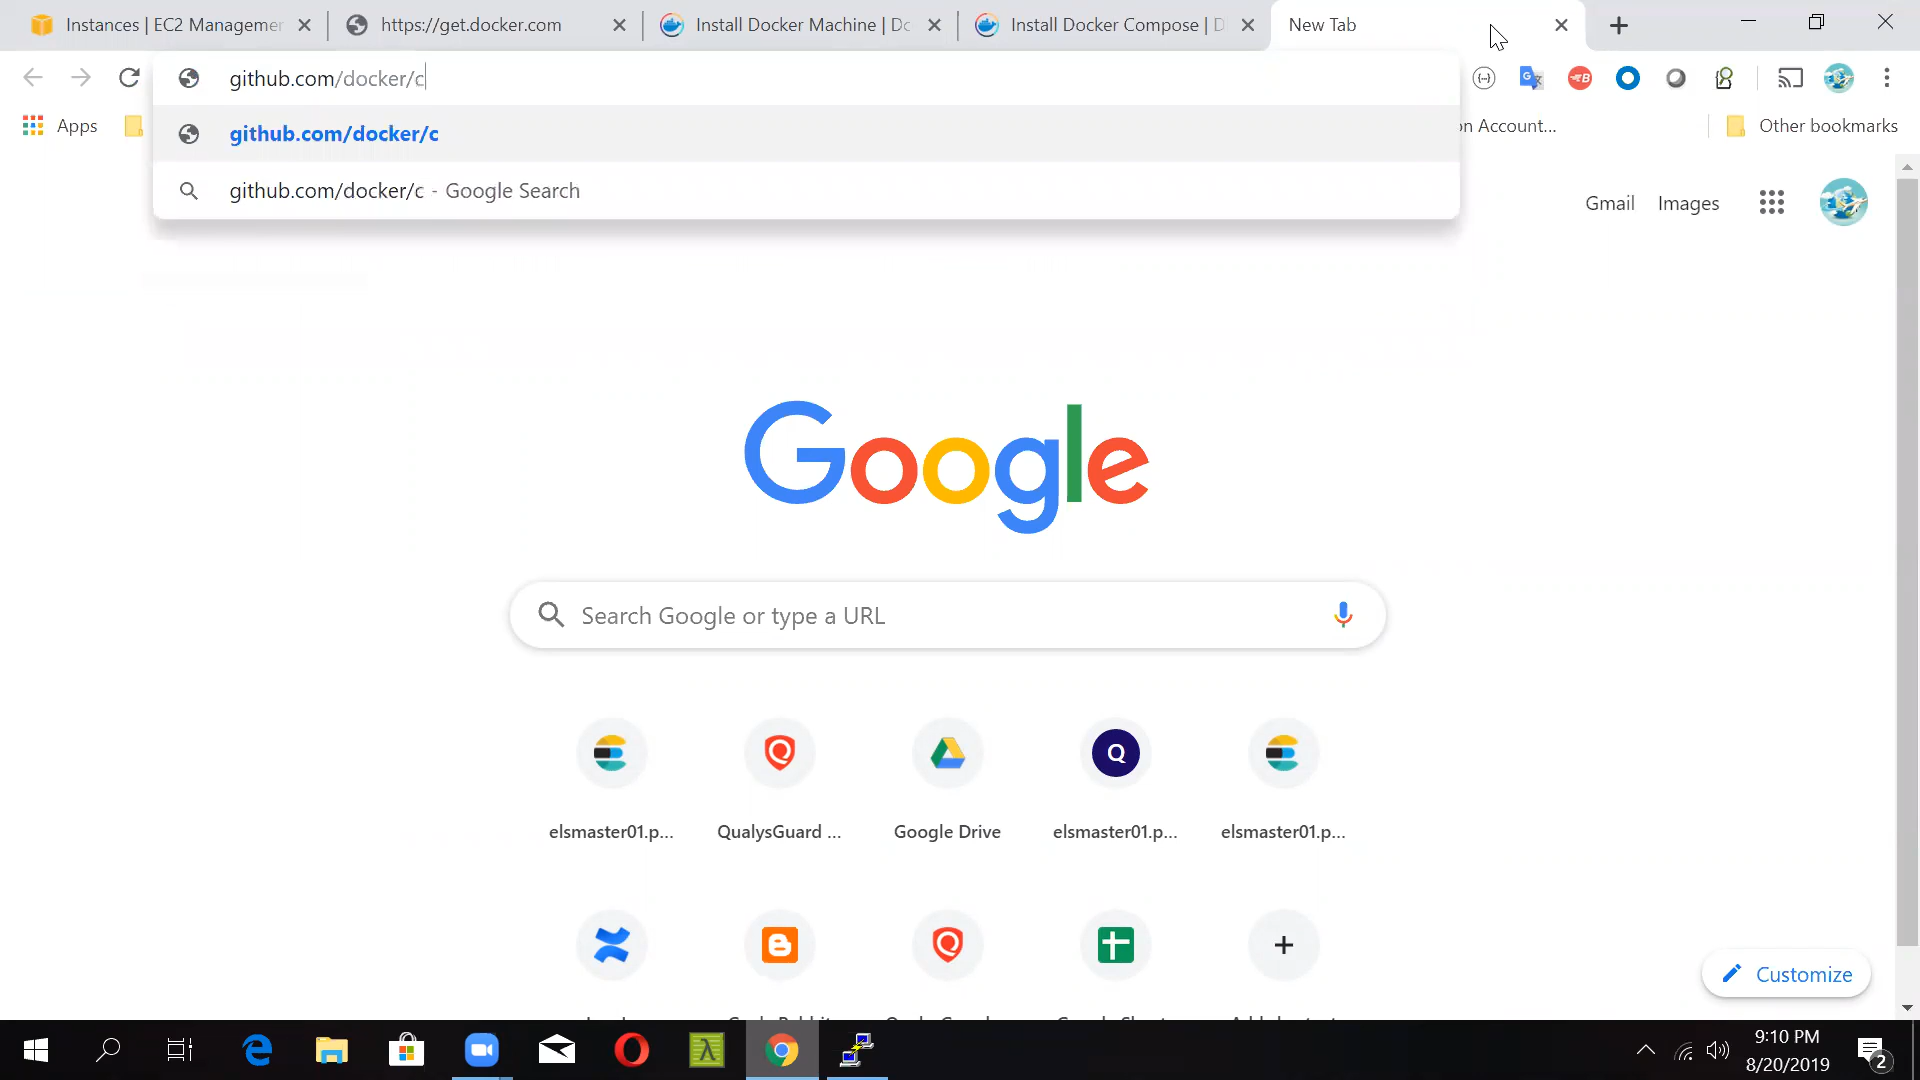 Instances | EC2 Managemer
https://get.docker.com
Install Docker Machine | Dc
Install Docker Compose | D
New Tab
github.com/docker/c
Apps
on Account...
Other bookmarks
github.com/docker/c
github.com/docker/c - Google Search
Gmail
Images
Google
Search Google or type a URL
elsmaster01.p...
QualysGuard ...
Google Drive
Q
elsmaster01.p...
elsmaster01.p...
Customize
9:10 PM
8/20/2019
2